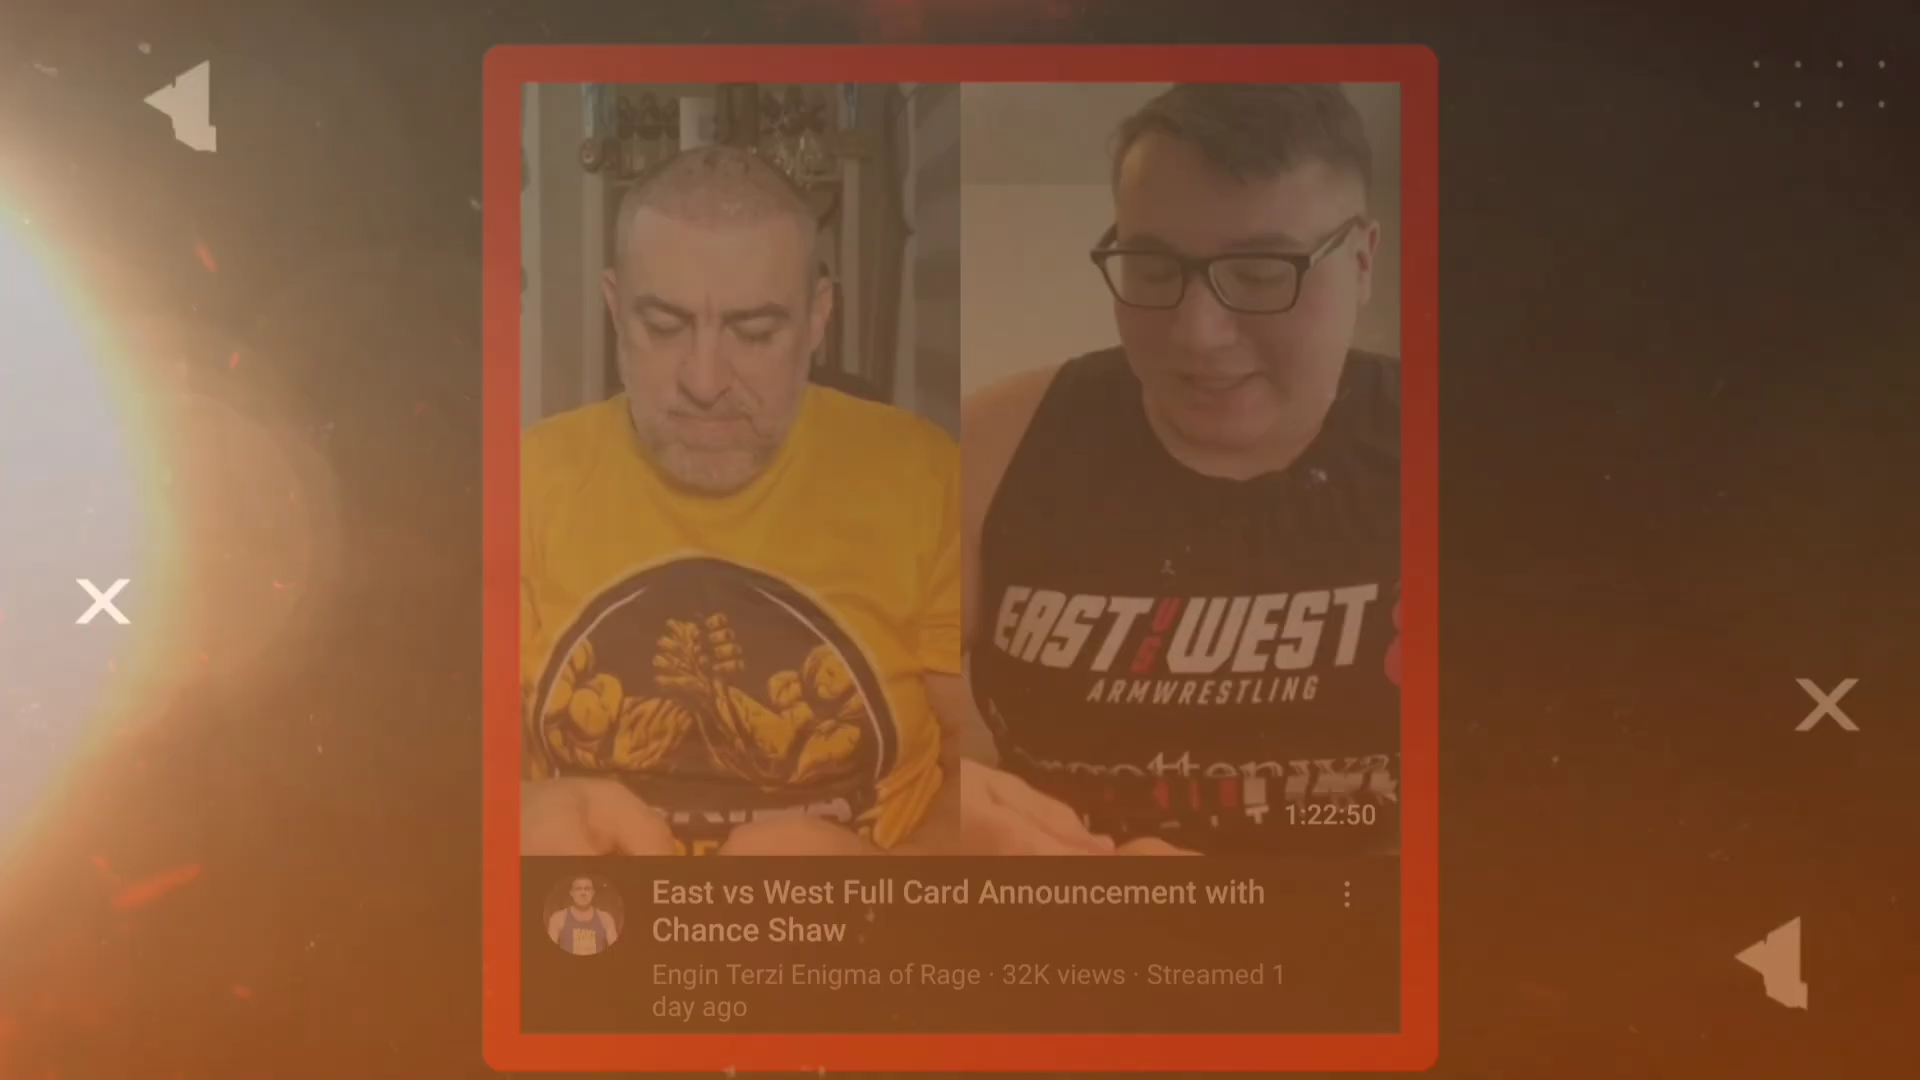 EAST VS WEST
ARMWRESTLING
1:22:50
East vs West Full Card Announcement with
Chance Shaw
Engin Terzi Enigma of Rage · 32K views · Streamed 1
day ago